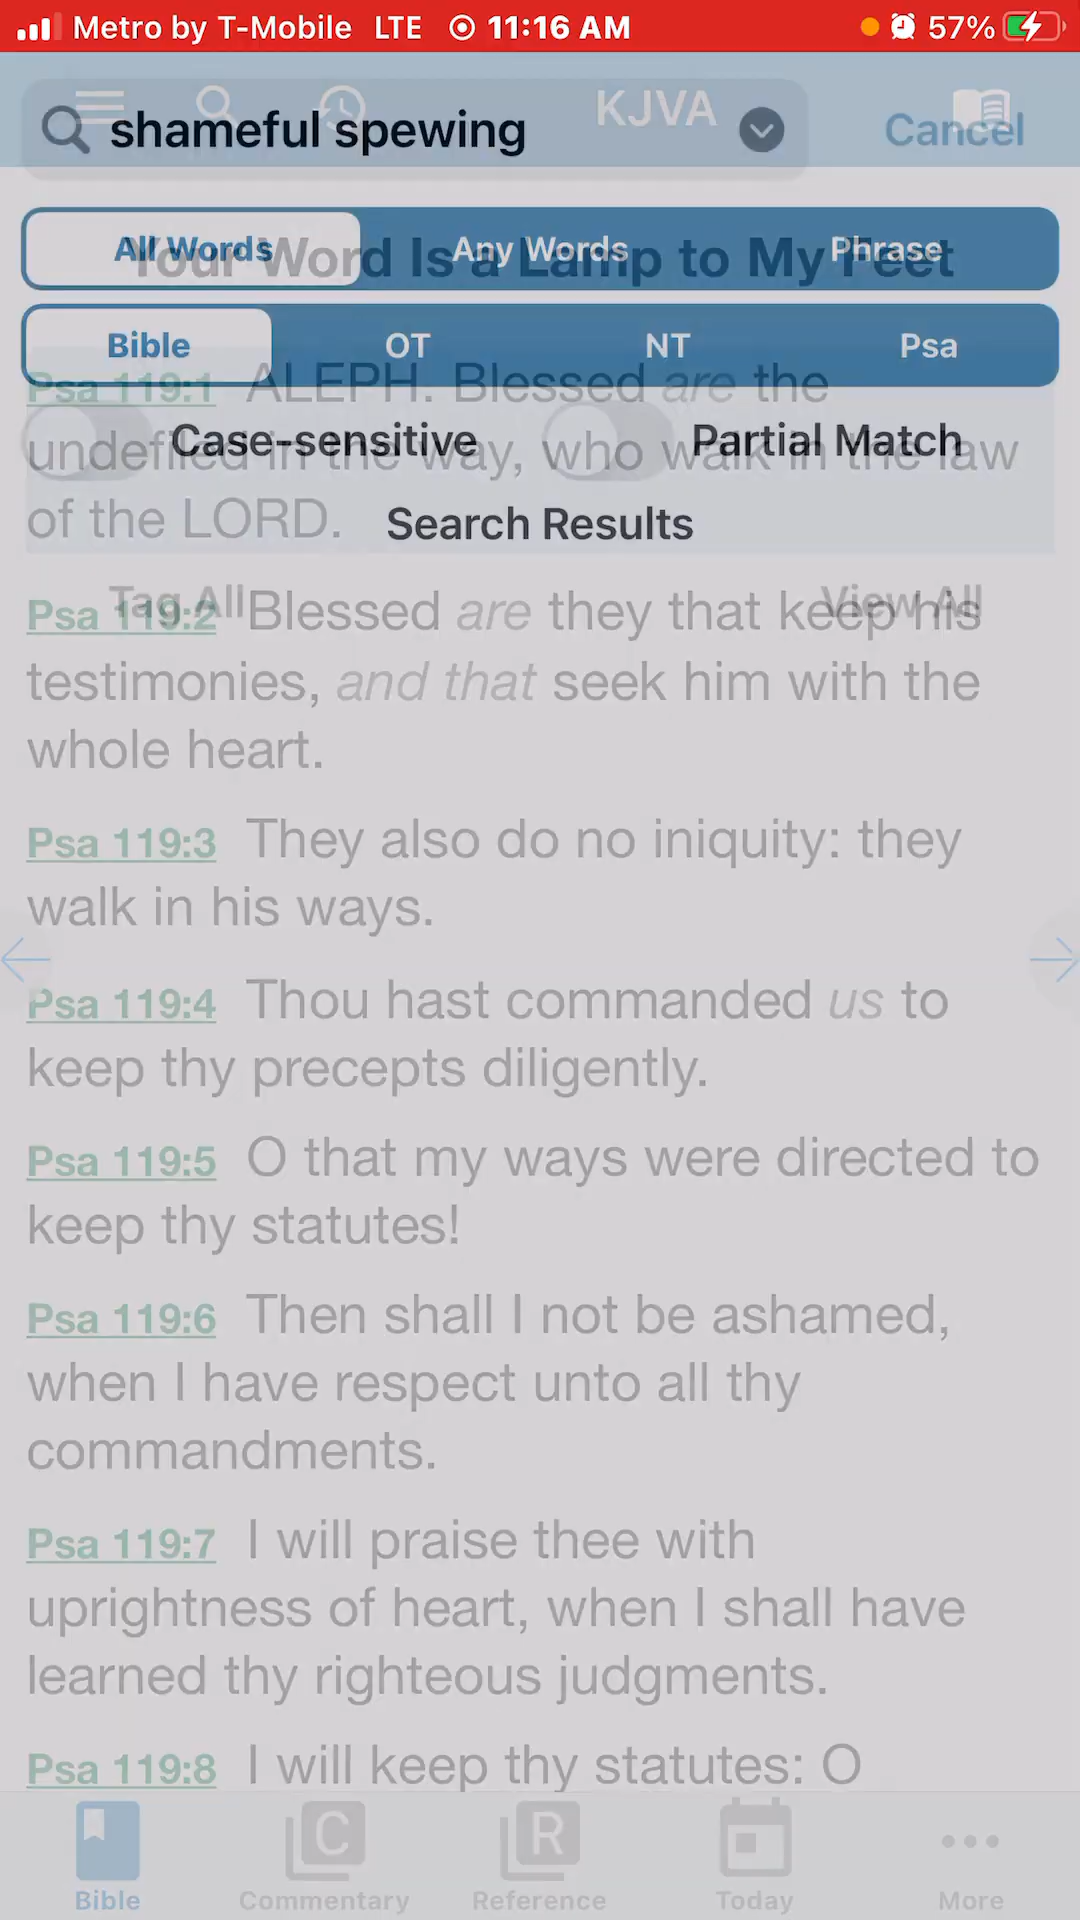 Metro by T-Mobile LTE 11:16 AM 57%
KJVA
shameful spewing Cancel
All Words Any Words Phrase
Your Word Is a Lamp to My Feet
Bible OT NT Psa
Psa 119:1 ALEPH. Blessed are the
Case-sensitive Partial Match
undefiled in the way, who walk in the law
of the LORD.
Search Results
Tag All View All
Psa 119:2 Blessed are they that keep his
testimonies, and that seek him with the
whole heart.
Psa 119:3 They also do no iniquity: they
walk in his ways.
Psa 119:4 Thou hast commanded us to
keep thy precepts diligently.
Psa 119:5 O that my ways were directed to
keep thy statutes!
Psa 119:6 Then shall I not be ashamed,
when I have respect unto all thy
commandments.
Psa 119:7 I will praise thee with
uprightness of heart, when I shall have
learned thy righteous judgments.
Psa 119:8 I will keep thy statutes: O
C R
Bible Commentary Reference Today More